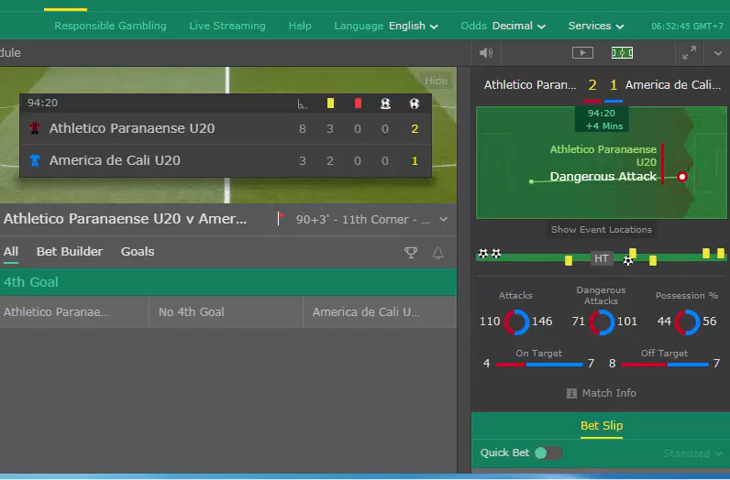 Responsible Gambling Live Streaming Help Language English Odds Decimal Services 06:52:45 GMT+7
dule
Hide
94:20
Athletico Paranaense U20 8 3 0 0 2
America de Cali U20 3 2 0 0 1
Athletico Paranaense U20 v Amer... 90+3' - 11th Corner - ...
All Bet Builder Goals
4th Goal
Athletico Paranae... No 4th Goal America de Cali U...
Athletico Paran... 2 1 America de Cali...
94:20
+4 Mins
Athletico Paranaense
U20
Dangerous Attack
Show Event Locations
HT
Attacks Dangerous Attacks Possession %
110 146 71 101 44 56
On Target Off Target
4 7 8 7
Match Info
Bet Slip
Quick Bet Standard